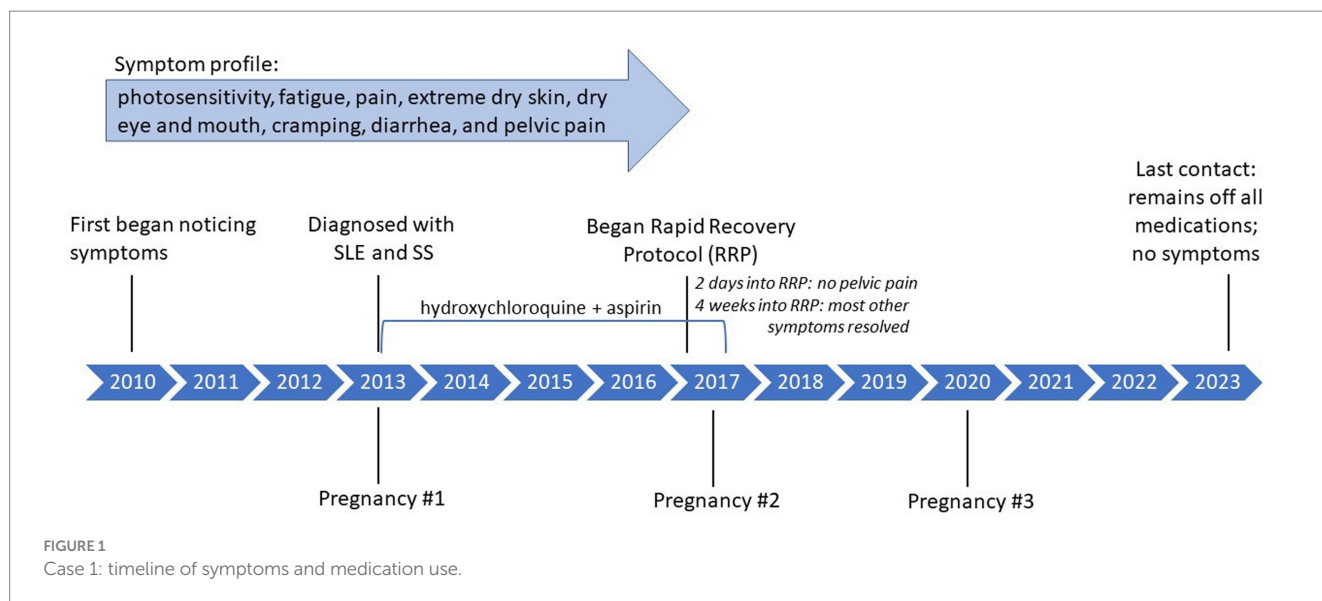 Symptom profile:
photosensitivity, fatigue, pain, extreme dry skin, dry
eye and mouth, cramping, diarrhea, and pelvic pain
First began noticing
symptoms
Diagnosed with
SLE and SS
Began Rapid Recovery
Protocol (RRP)
Last contact:
remains off all
medications;
no symptoms
2 days into RRP: no pelvic pain
4 weeks into RRP: most other
symptoms resolved
hydroxychloroquine + aspirin
2010 2011 2012 2013 2014 2015 2016 2017 2018 2019 2020 2021 2022 2023
Pregnancy #1
Pregnancy #2
Pregnancy #3
FIGURE 1
Case 1: timeline of symptoms and medication use.